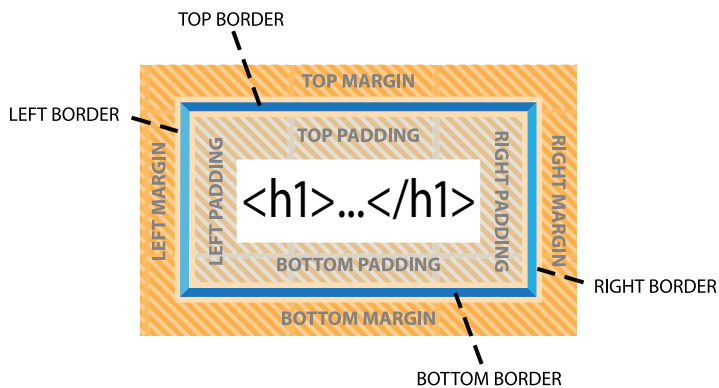 TOP BORDER
TOP MARGIN
LEFT BORDER
TOP PADDING
LEFT MARGIN
LEFT PADDING
<h1>...</h1>
RIGHT PADDING
RIGHT MARGIN
BOTTOM PADDING
RIGHT BORDER
BOTTOM MARGIN
BOTTOM BORDER